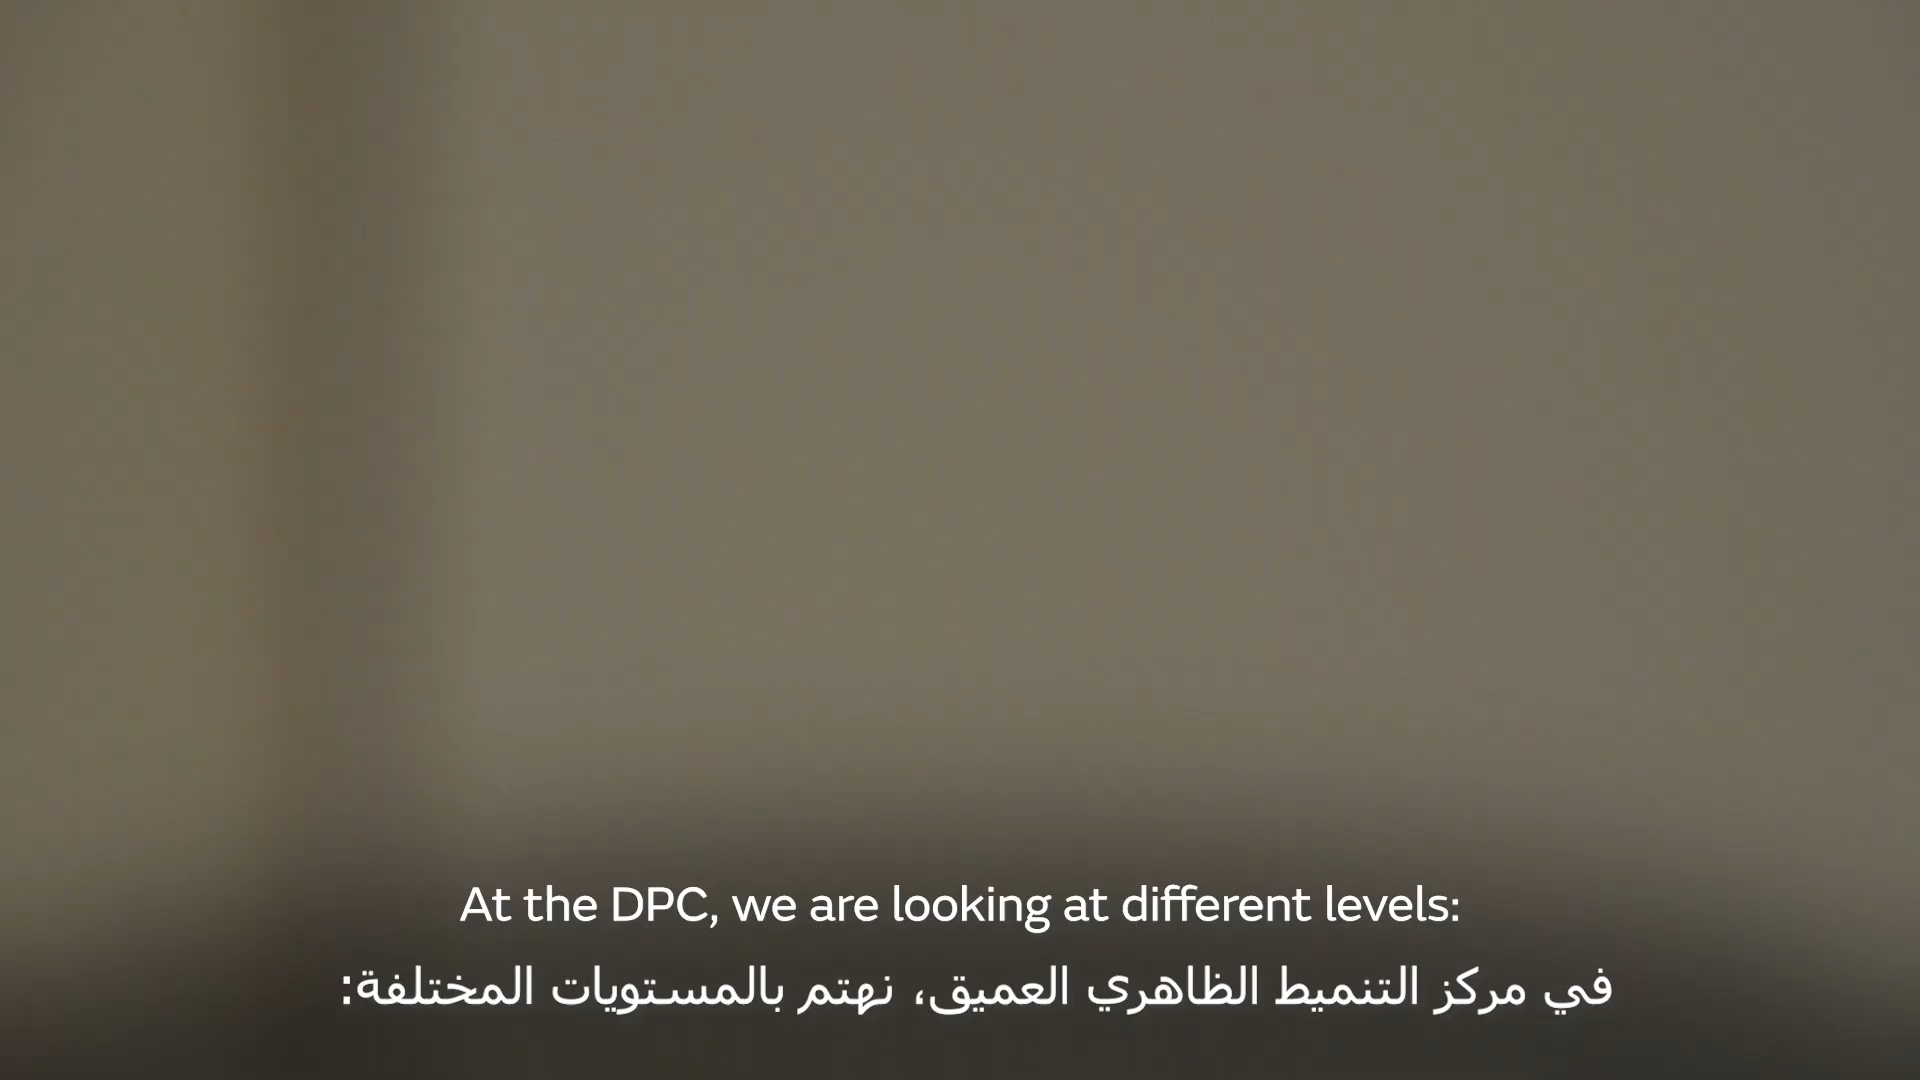 At the DPC, we are looking at different levels:
في مركز التنميط الظاهري العميق، نهتم بالمستويات المختلفة: